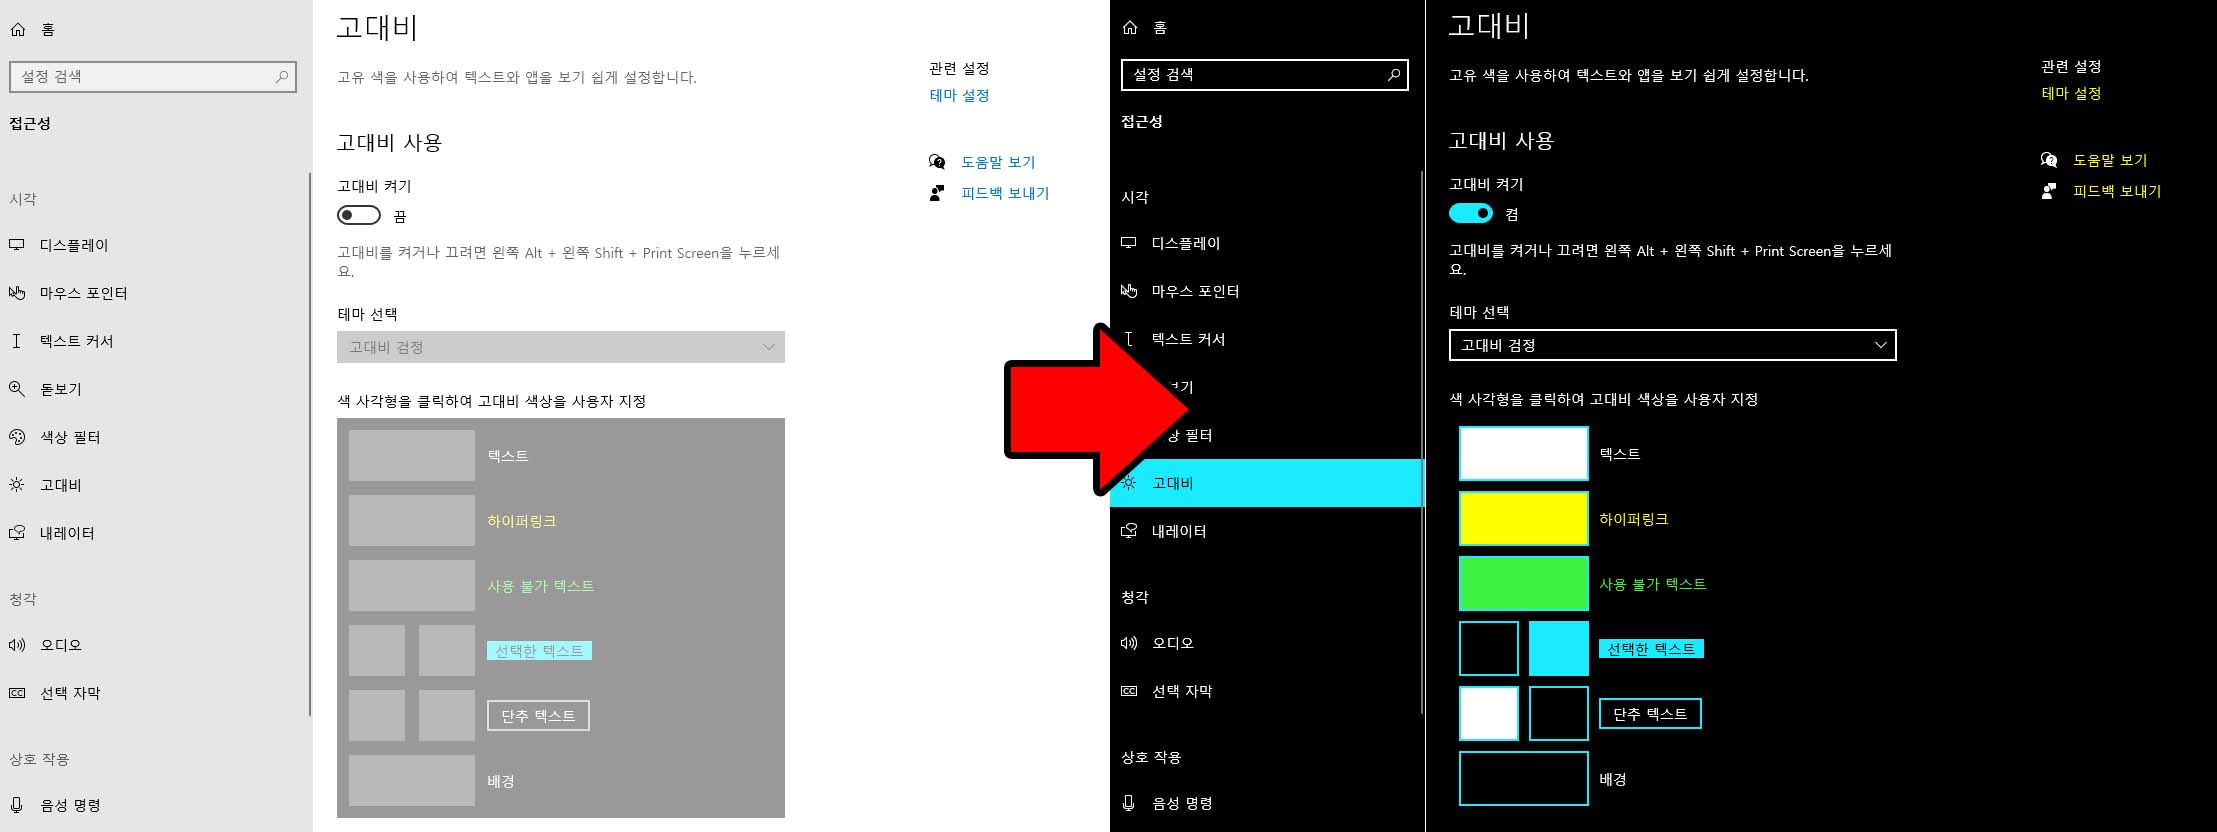 홈
설정 검색
접근성
시각
디스플레이
마우스 포인터
텍스트 커서
돋보기
색상 필터
고대비
내레이터
청각
오디오
선택 자막
상호 작용
음성 명령
고대비
고유 색을 사용하여 텍스트와 앱을 보기 쉽게 설정합니다.
고대비 사용
고대비 켜기
끔
고대비를 켜거나 끄려면 왼쪽 Alt + 왼쪽 Shift + Print Screen을 누르세
요.
테마 선택
고대비 검정
색 사각형을 클릭하여 고대비 색상을 사용자 지정
텍스트
하이퍼링크
사용 불가 텍스트
선택한 텍스트
단추 텍스트
배경
관련 설정
테마 설정
도움말 보기
피드백 보내기
홈
설정 검색
접근성
시각
디스플레이
마우스 포인터
텍스트 커서
보기
상 필터
고대비
내레이터
청각
오디오
선택 자막
상호 작용
음성 명령
고대비
고유 색을 사용하여 텍스트와 앱을 보기 쉽게 설정합니다.
고대비 사용
고대비 켜기
켬
고대비를 켜거나 끄려면 왼쪽 Alt + 왼쪽 Shift + Print Screen을 누르세
요.
테마 선택
고대비 검정
색 사각형을 클릭하여 고대비 색상을 사용자 지정
텍스트
하이퍼링크
사용 불가 텍스트
선택한 텍스트
단추 텍스트
배경
관련 설정
테마 설정
도움말 보기
피드백 보내기